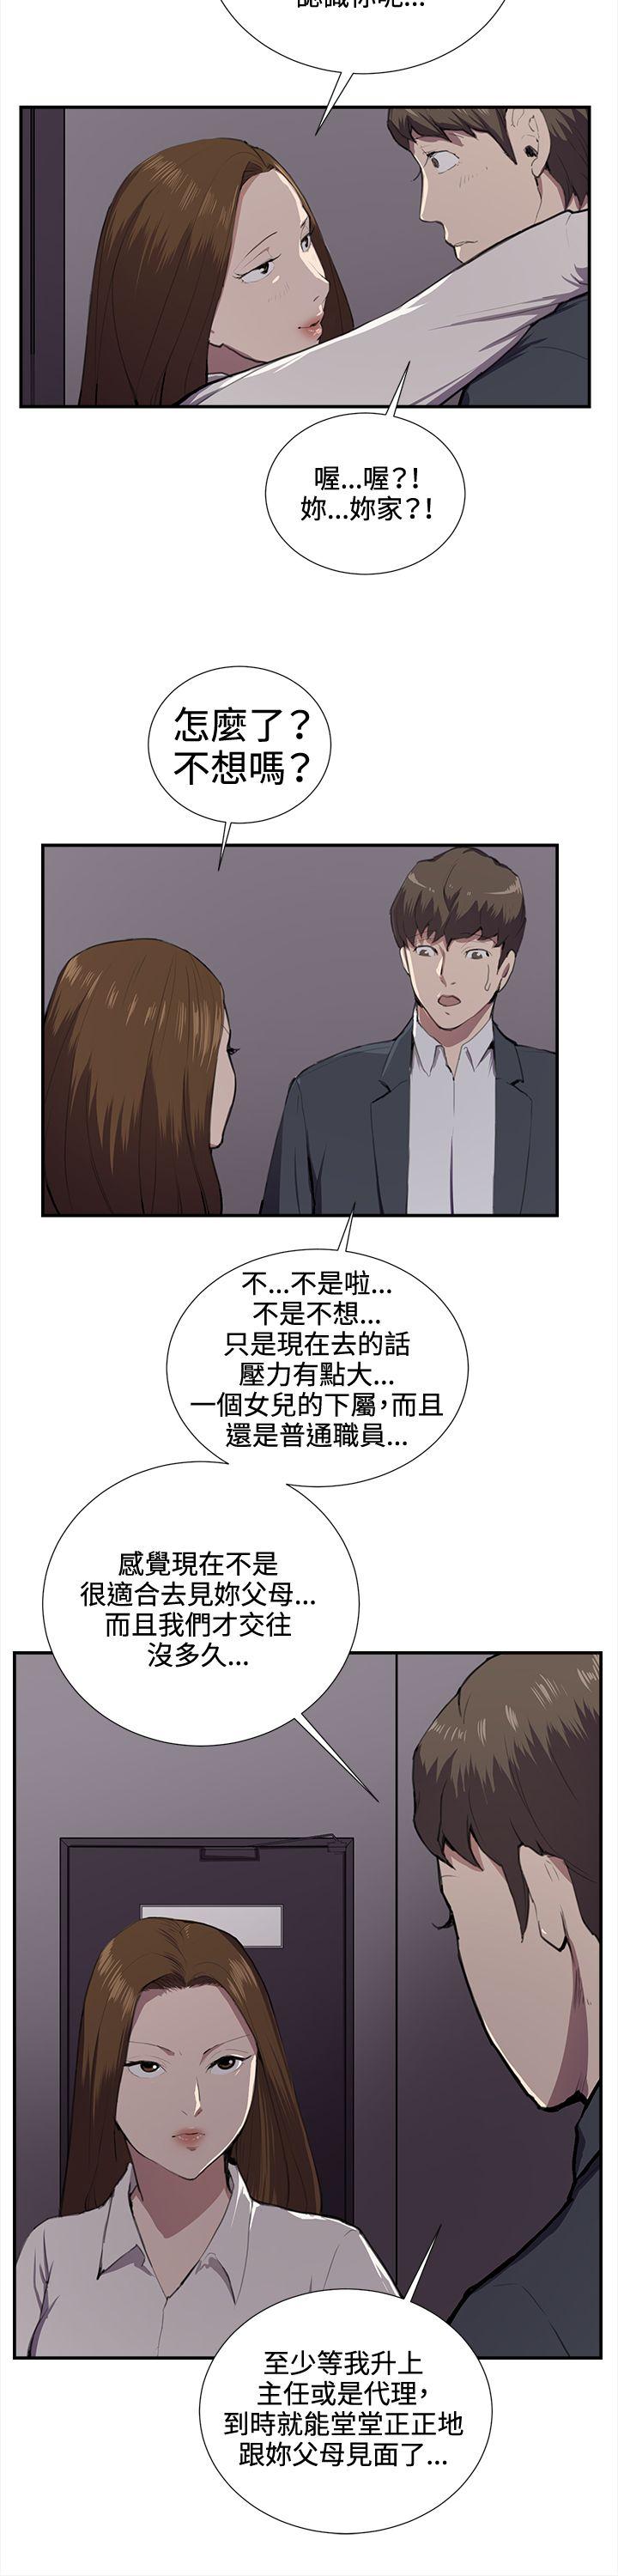 認識你呢...
喔...喔?!
妳...妳家?!
怎麼了?
不想嗎?
不...不是啦...
不是不想...
只是現在去的話
壓力有點大...
一個女兒的下屬,而且
還是普通職員...
感覺現在不是
很適合去見妳父母...
而且我們才交往
沒多久...
至少等我升上
主任或是代理,
到時就能堂堂正正地
跟妳父母見面了...